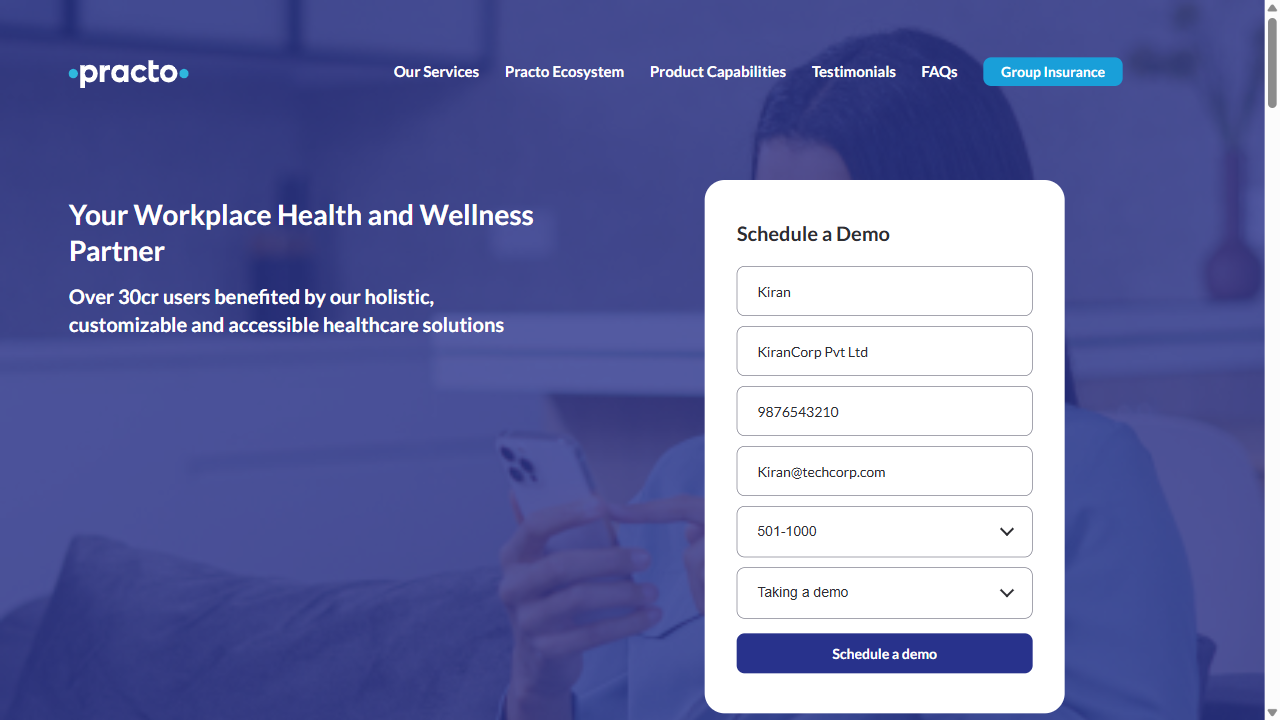 practo
Our Services
Practo Ecosystem
Product Capabilities
Testimonials
FAQs
Group Insurance
Your Workplace Health and Wellness
Partner
Over 30cr users benefited by our holistic,
customizable and accessible healthcare solutions
Schedule a Demo
Kiran
KiranCorp Pvt Ltd
9876543210
Kiran@techcorp.com
501-1000
Taking a demo
Schedule a demo